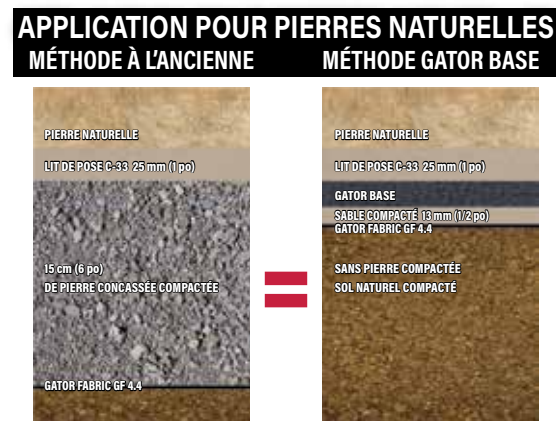 APPLICATION POUR PIERRES NATURELLES
MÉTHODE À L'ANCIENNE
PIERRE NATURELLE
LIT DE POSE C-33 25 mm (1 po)
15 cm (6 po)
DE PIERRE CONCASSÉE COMPACTÉE
GATOR FABRIC GF 4.4
MÉTHODE GATOR BASE
PIERRE NATURELLE
LIT DE POSE C-33 25 mm (1 po)
GATOR BASE
SABLE COMPACTÉ 13 mm (1/2 po)
GATOR FABRIC GF 4.4
SANS PIERRE COMPACTÉE
SOL NATUREL COMPACTÉ